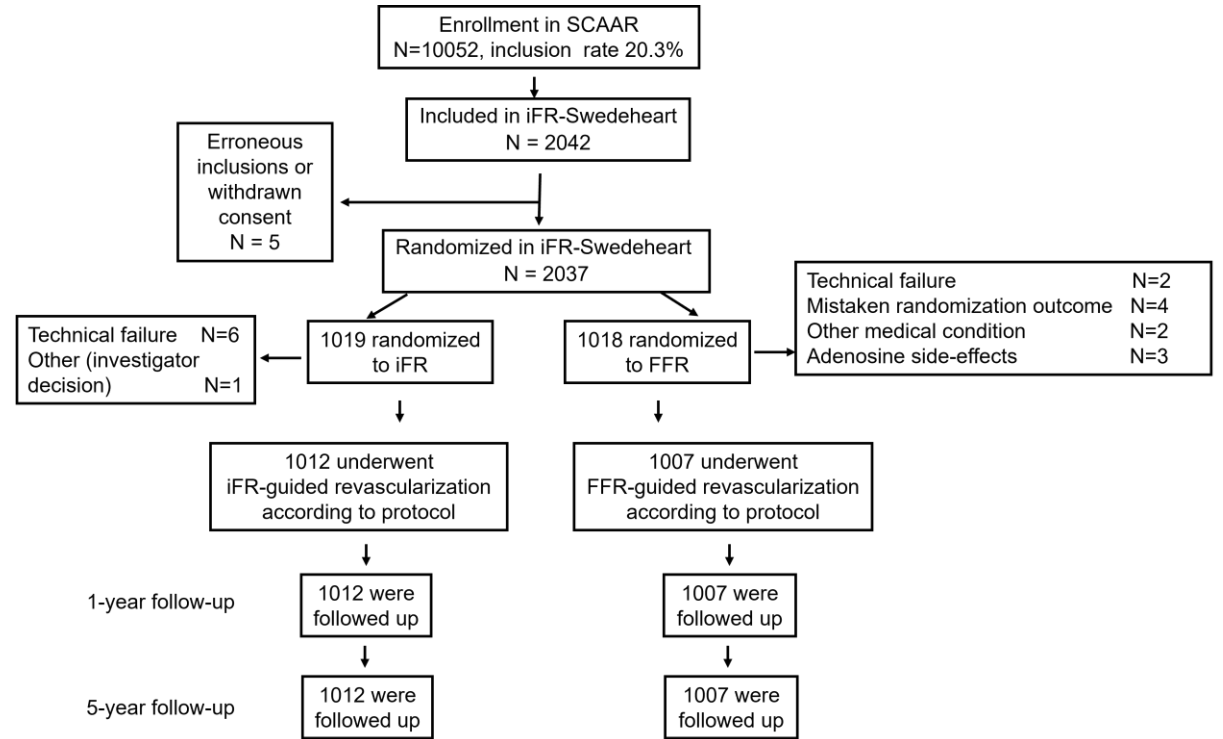 Enrollment in SCAAR
N=10052, inclusion rate 20.3%
Included in iFR-Swedeheart
N = 2042
Erroneous
inclusions or
withdrawn
consent
N = 5
Randomized in iFR-Swedeheart
N = 2037
Technical failure N=2
Mistaken randomization outcome N=4
Other medical condition N=2
Adenosine side-effects N=3
Technical failure N=6
Other (investigator
decision) N=1
1019 randomized
to iFR
1018 randomized
to FFR
1012 underwent
iFR-guided revascularization
according to protocol
1007 underwent
FFR-guided revascularization
according to protocol
1-year follow-up
1012 were
followed up
1007 were
followed up
5-year follow-up
1012 were
followed up
1007 were
followed up